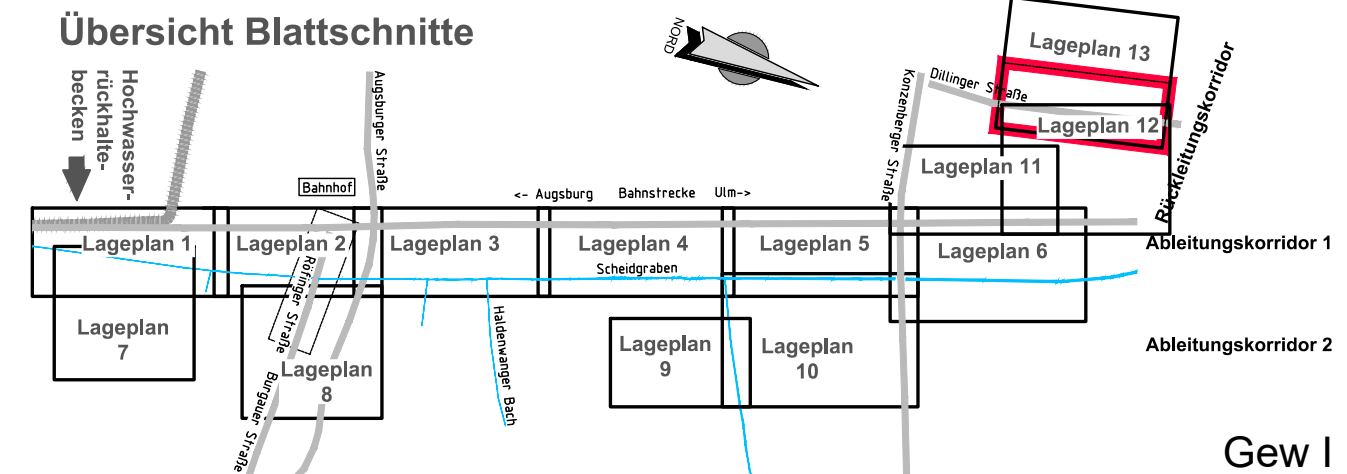 Übersicht Blattschnitte
NORD
Lageplan 13
Dillinger Straße
Lageplan 12
Rückleitungskorridor
Hochwasser-
rückhalte-
becken
Augsburger Straße
Konzenberger Straße
Lageplan 11
Bahnhof
<- Augsburg Bahnstrecke Ulm->
Lageplan 1
Lageplan 2
Lageplan 3
Lageplan 4
Lageplan 5
Lageplan 6
Ableitungskorridor 1
Scheidgraben
Röfinger Straße
Haldenwanger Bach
Lageplan
7
Lageplan
8
Lageplan
9
Lageplan
10
Ableitungskorridor 2
Burgauer Straße
Gew I